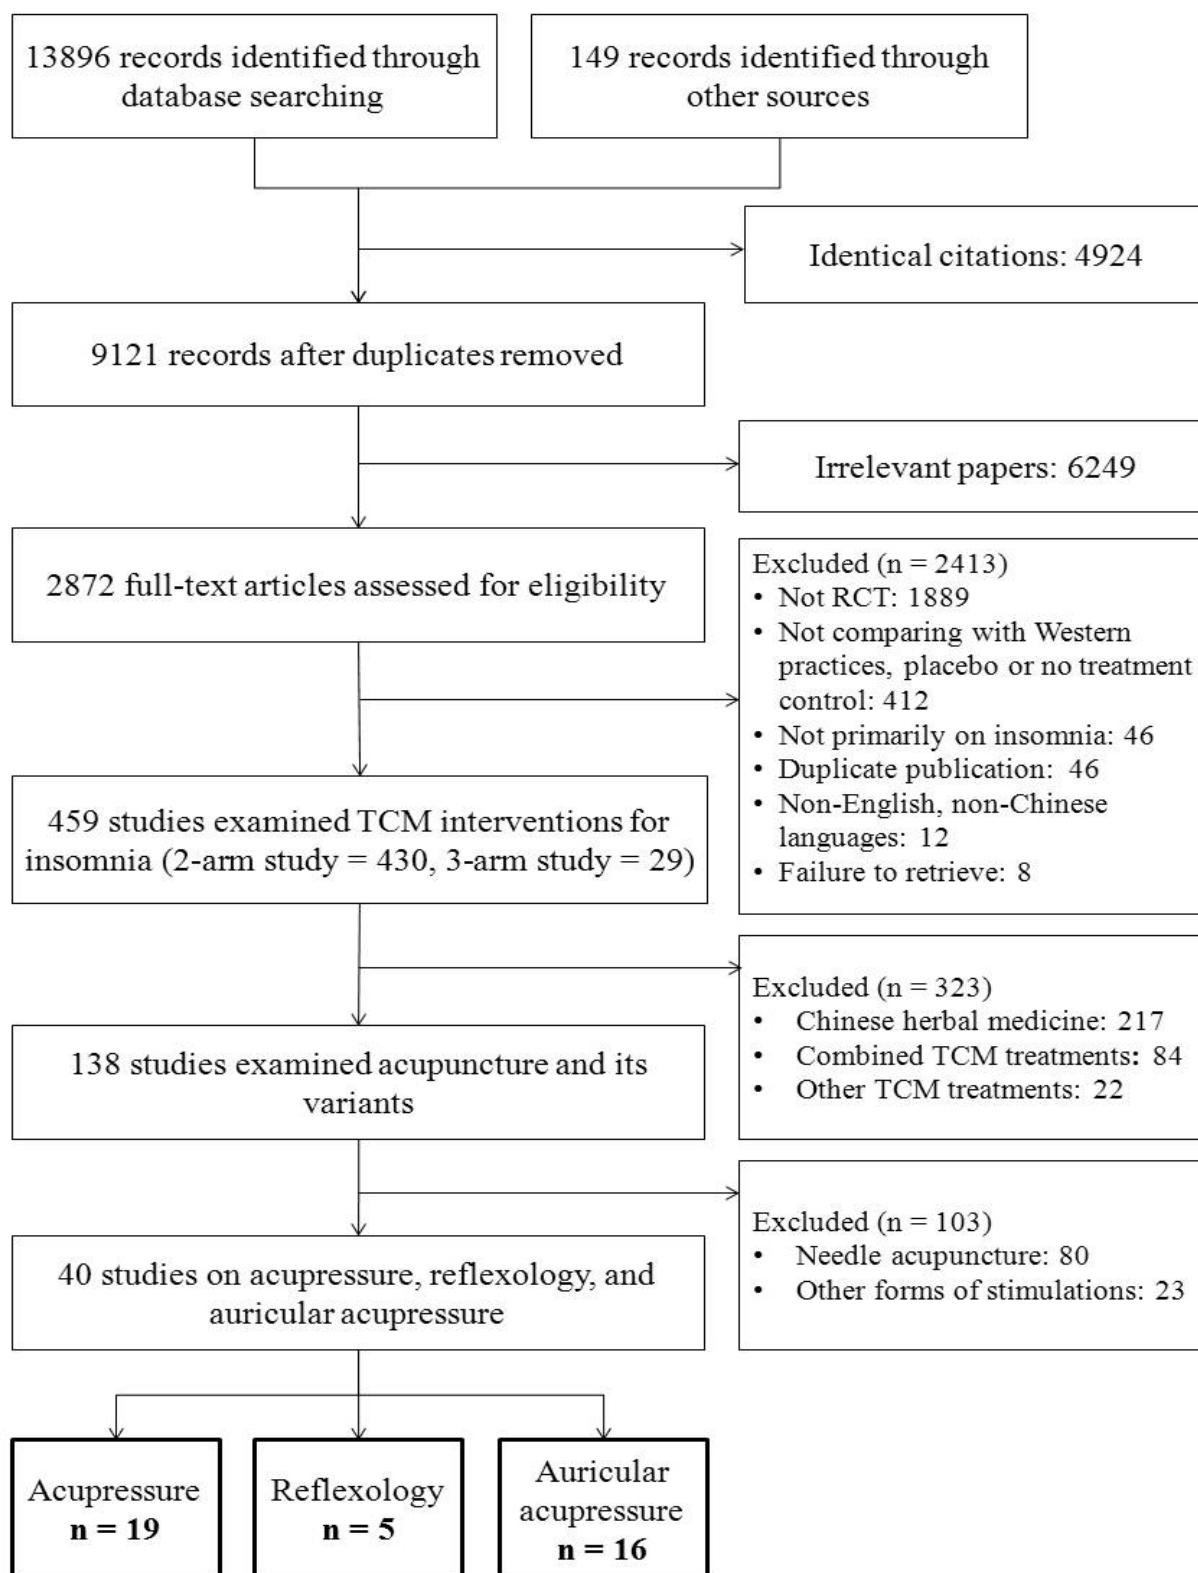 13896 records identified through
database searching
149 records identified through
other sources
Identical citations: 4924
9121 records after duplicates removed
Irrelevant papers: 6249
2872 full-text articles assessed for eligibility
Excluded (n = 2413)
• Not RCT: 1889
• Not comparing with Western
practices, placebo or no treatment
control: 412
• Not primarily on insomnia: 46
• Duplicate publication: 46
• Non-English, non-Chinese
languages: 12
• Failure to retrieve: 8
459 studies examined TCM interventions for
insomnia (2-arm study = 430, 3-arm study = 29)
Excluded (n = 323)
• Chinese herbal medicine: 217
• Combined TCM treatments: 84
• Other TCM treatments: 22
138 studies examined acupuncture and its
variants
Excluded (n = 103)
• Needle acupuncture: 80
• Other forms of stimulations: 23
40 studies on acupressure, reflexology, and
auricular acupressure
Acupressure
n = 19
Reflexology
n = 5
Auricular
acupressure
n = 16